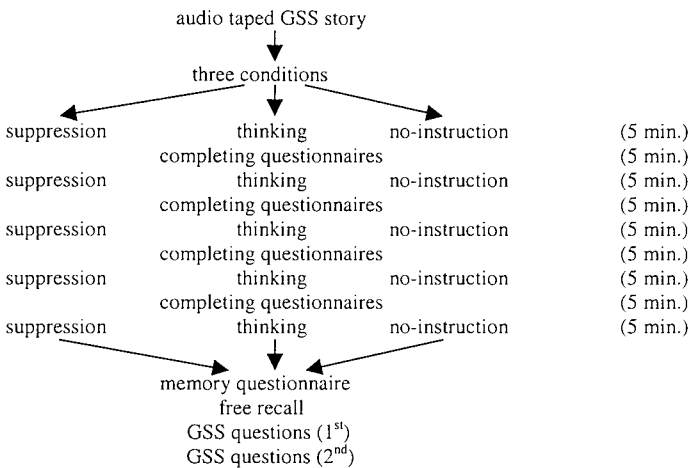 audio taped GSS story
three conditions
suppression thinking no-instruction (5 min.)
completing questionnaires (5 min.)
suppression thinking no-instruction (5 min.)
completing questionnaires (5 min.)
suppression thinking no-instruction (5 min.)
completing questionnaires (5 min.)
suppression thinking no-instruction (5 min.)
completing questionnaires (5 min.)
suppression thinking no-instruction (5 min.)
memory questionnaire
free recall
GSS questions (1st)
GSS questions (2nd)